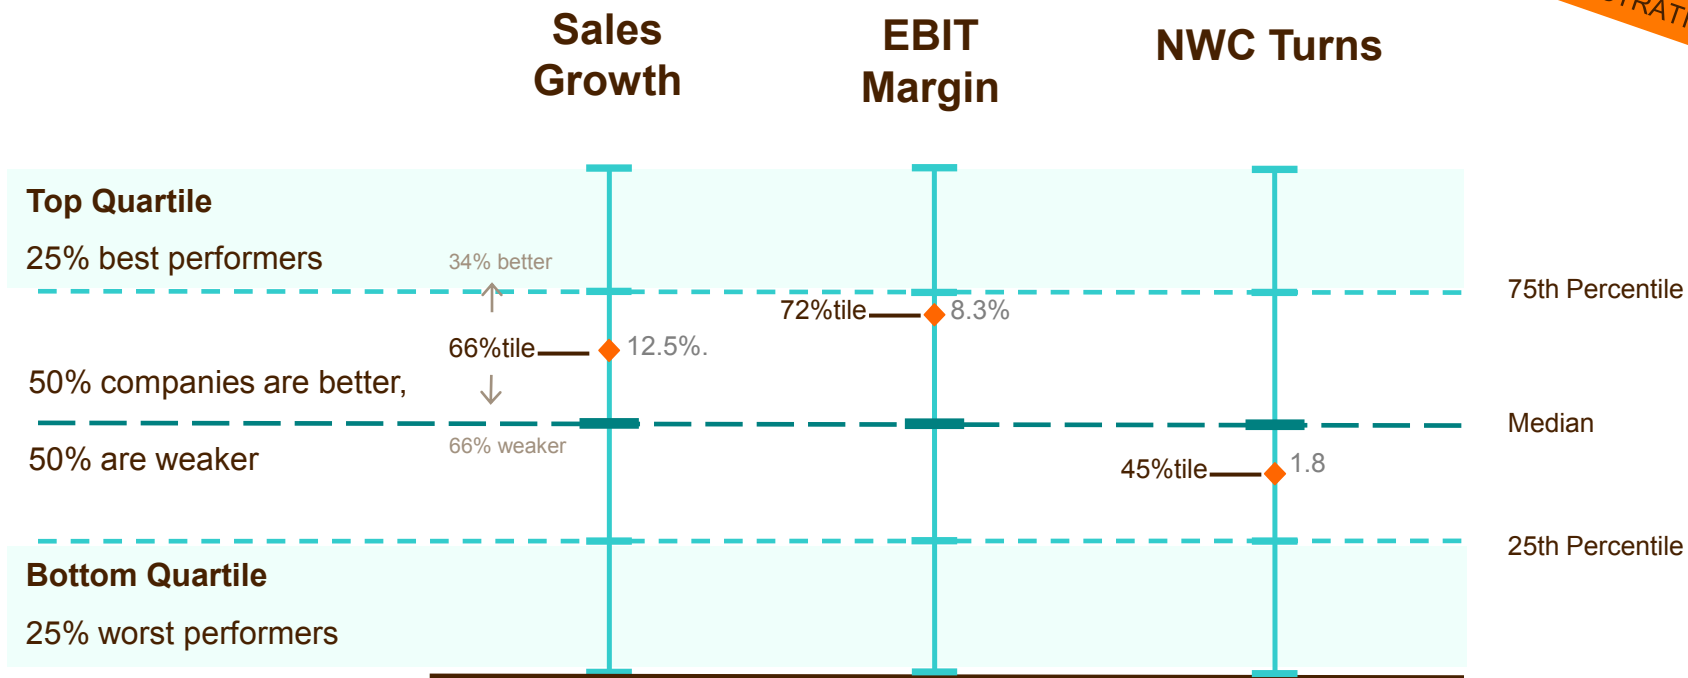 Sales
Growth
EBIT
Margin
NWC Turns
Top Quartile
25% best performers
34% better
75th Percentile
72%tile
8.3%
66%tile
12.5%.
50% companies are better,
Median
50% are weaker
66% weaker
45%tile
1.8
25th Percentile
Bottom Quartile
25% worst performers